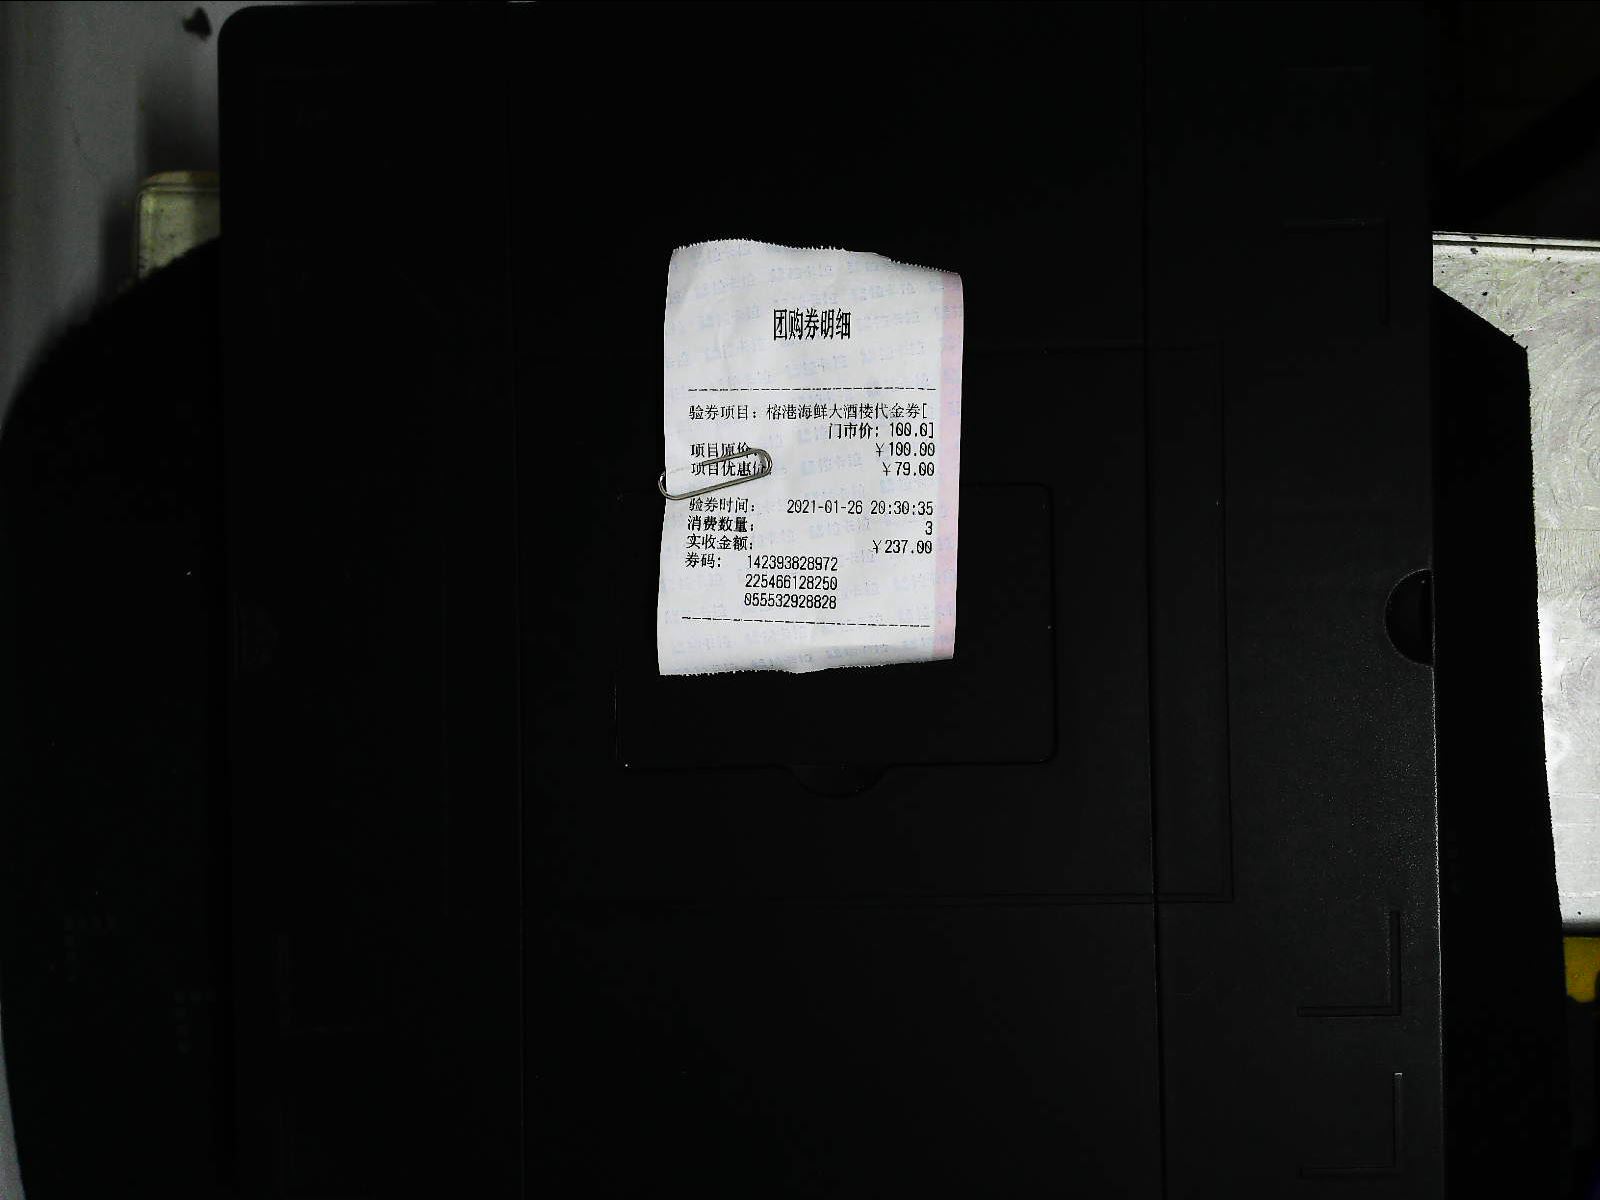 团购券明细
验券项目：榕港海鲜大酒楼代金券[
门市价：100.0]
项目原价： ￥100.00
项目优惠价： ￥79.00
验券时间： 2021-01-26 20:30:35
消费数量： 3
实收金额： ￥237.00
券码： 142393828972
225466128250
055532928828